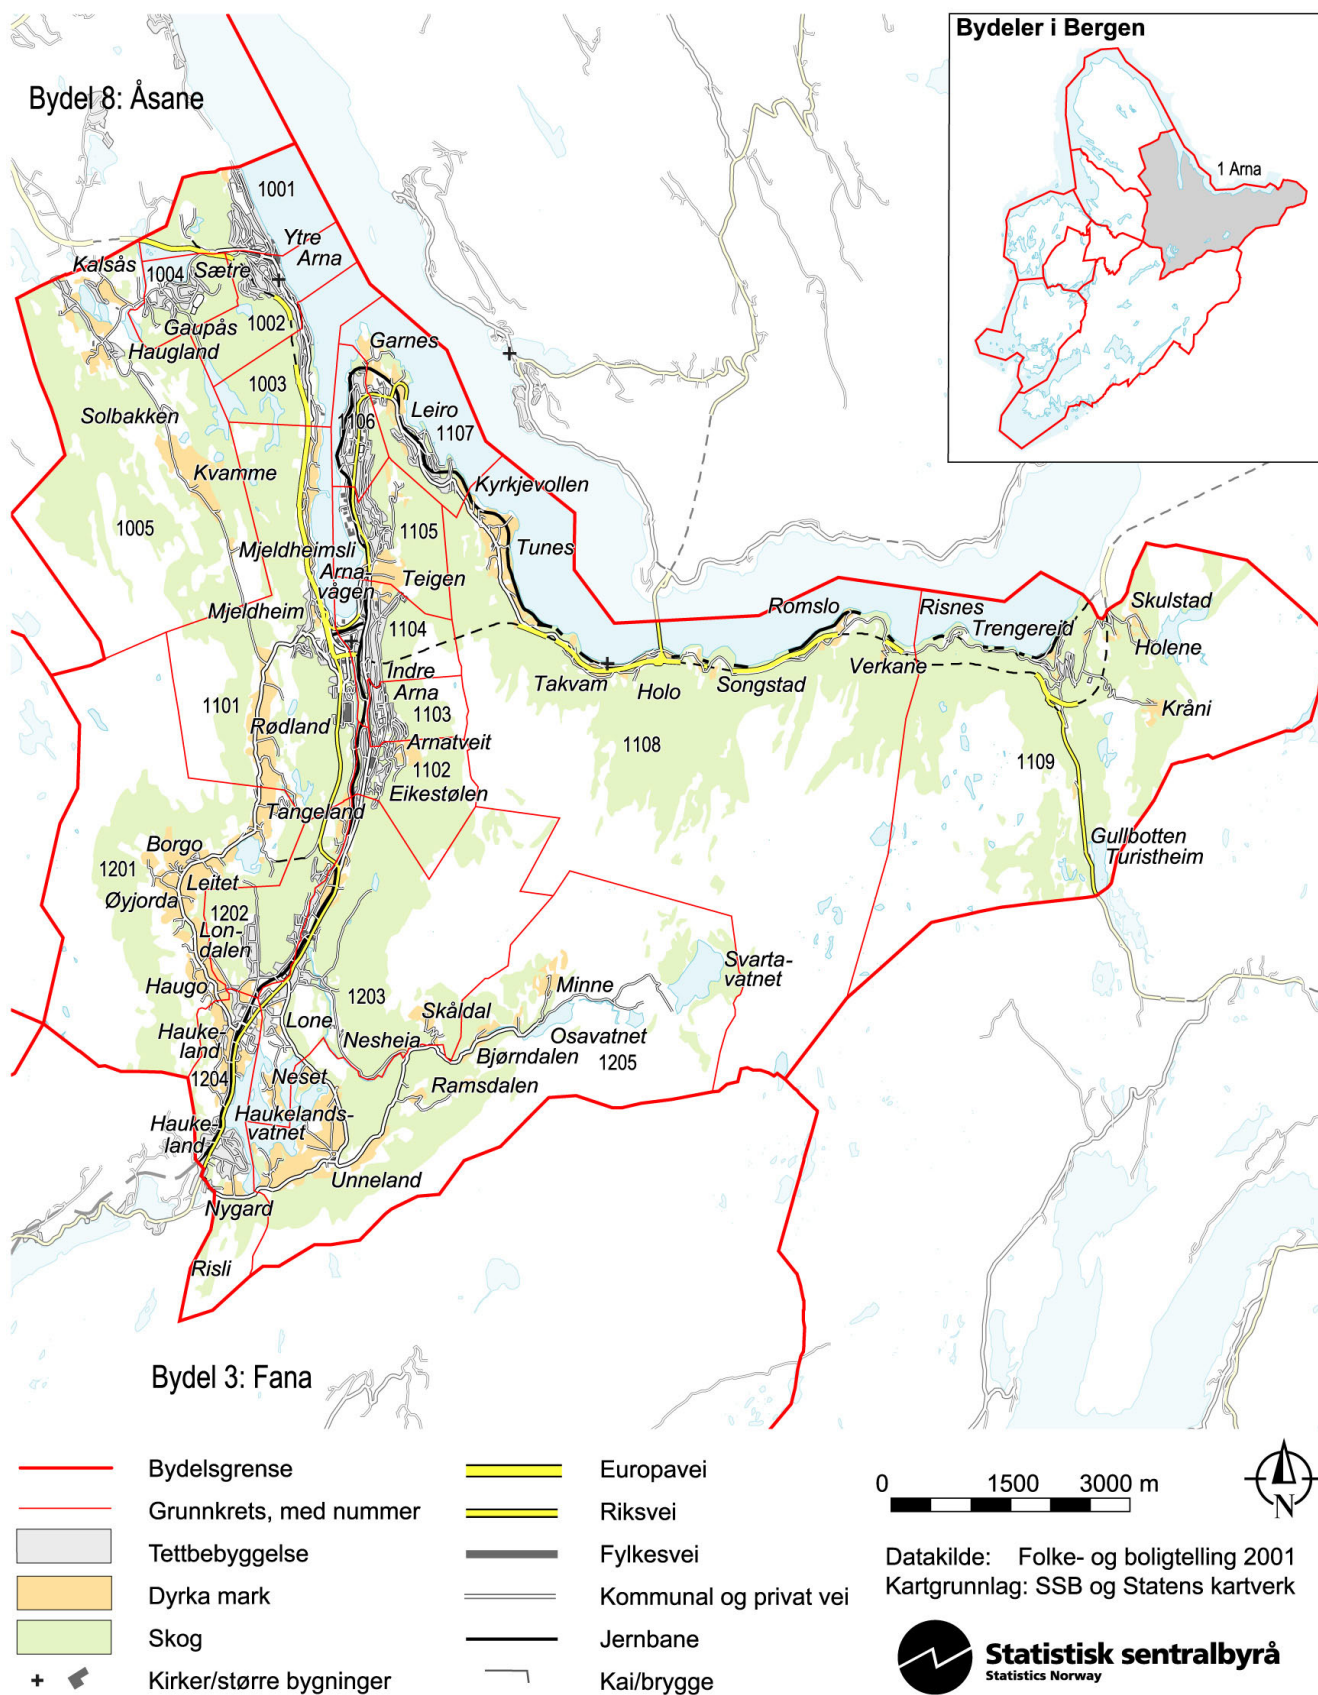 Bydeler i Bergen
1 Arna
Bydel 8: Åsane
1001
Ytre
Arna
Kalsås
1004
Sætre
Gaupås
1002
Haugland
1003
Garnes
Solbakken
Leiro
1106
1107
Kvamme
Kyrkjevollen
1005
1105
Mjeldheimsli
Tunes
Arna-
vågen
Teigen
Mjeldheim
1104
Romslo
Risnes
Skulstad
Trengereid
Holene
Indre
Arna
Verkane
Takvam
Holo
Songstad
1101
1103
Kråni
Rødland
Arnatveit
1108
1102
1109
Eikestølen
Tangeland
Gullbotten
Turistheim
Borgo
1201
Leitet
Øyjorda
1202
Lon-
dalen
Svarta-
vatnet
Haugo
1203
Minne
Skåldal
Lone
Hauke-
land
Nesheia
Osavatnet
Bjørndalen
1205
1204
Neset
Ramsdalen
Haukelands-
vatnet
Hauke-
land
Unneland
Nygard
Risli
Bydel 3: Fana
Bydelsgrense
Grunnkrets, med nummer
Tettbebyggelse
Dyrka mark
Skog
Kirker/større bygninger
Europavei
Riksvei
Fylkesvei
Kommunal og privat vei
Jernbane
Kai/brygge
0 1500 3000 m
N
Datakilde: Folke- og boligtelling 2001
Kartgrunnlag: SSB og Statens kartverk
Statistisk sentralbyrå
Statistics Norway